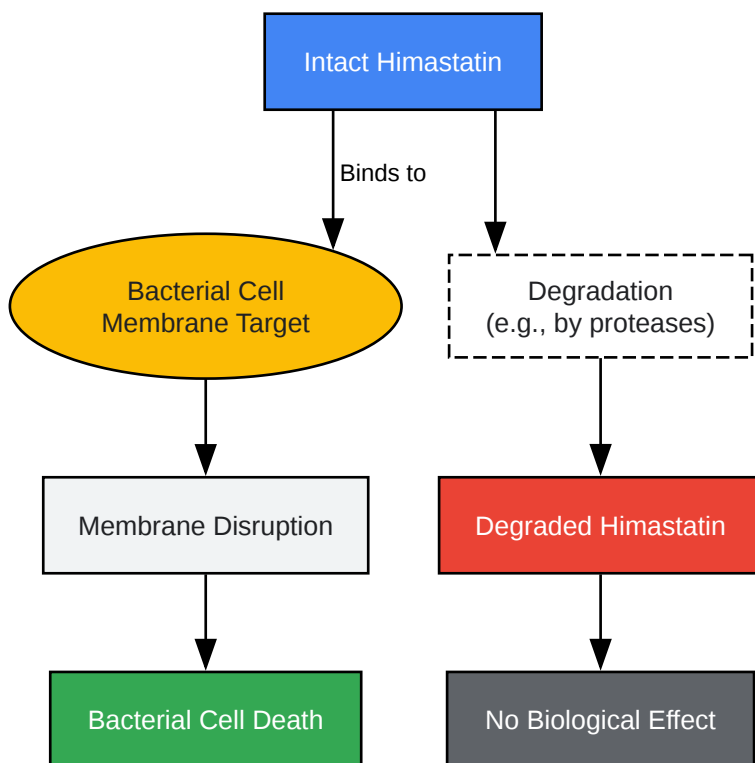 Intact Himastatin
Binds to
Bacterial Cell
Membrane Target
Degradation
(e.g., by proteases)
Membrane Disruption
Degraded Himastatin
Bacterial Cell Death
No Biological Effect